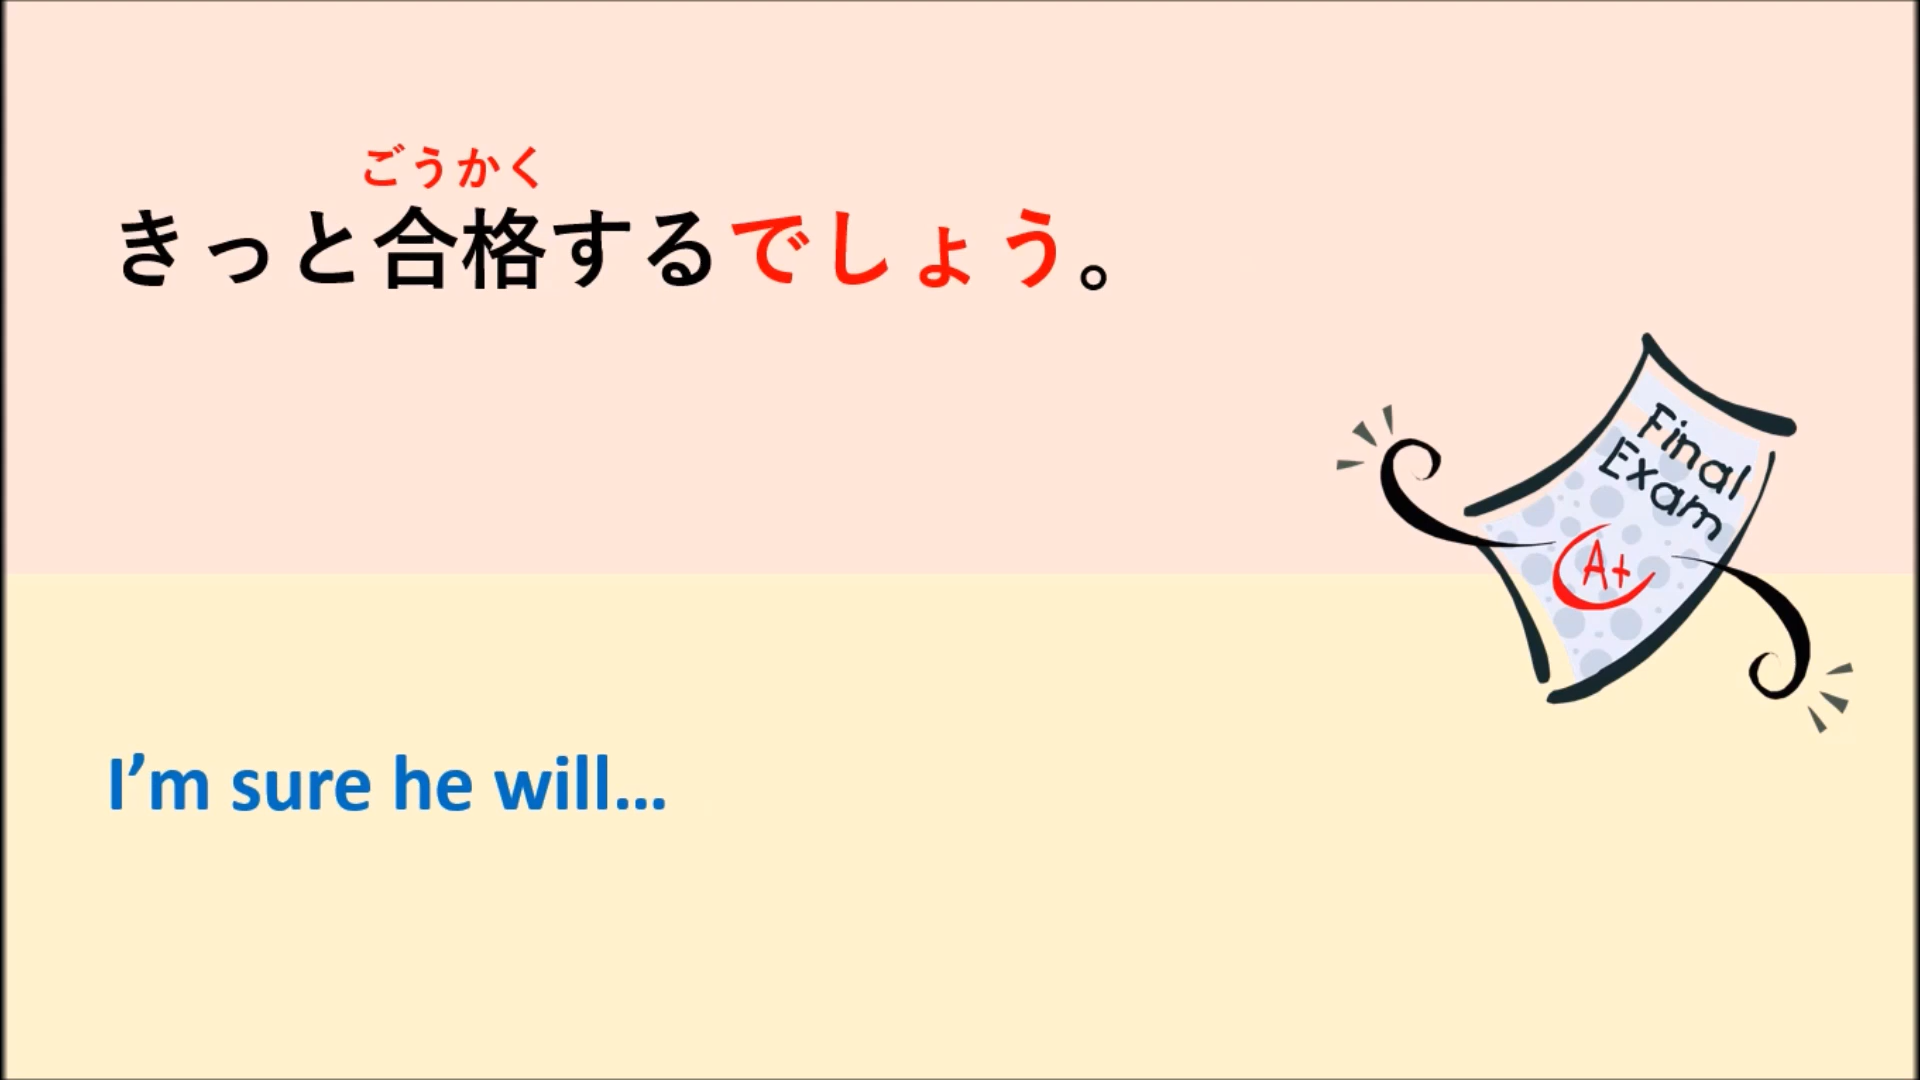 ごうかく
きっと合格するでしょう。
Final
Exam
A+
I’m sure he will…